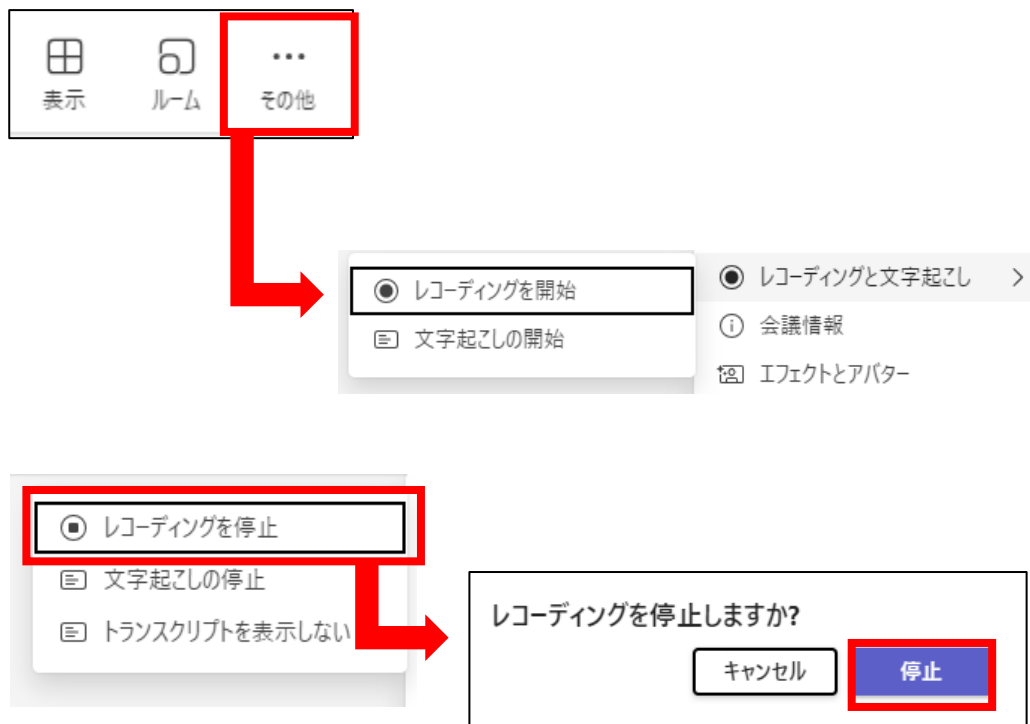 表示
ルーム
その他
レコーディングを開始
文字起こしの開始
レコーディングと文字起こし
会議情報
エフェクトとアバター
レコーディングを停止
文字起こしの停止
トランスクリプトを表示しない
レコーディングを停止しますか?
キャンセル
停止